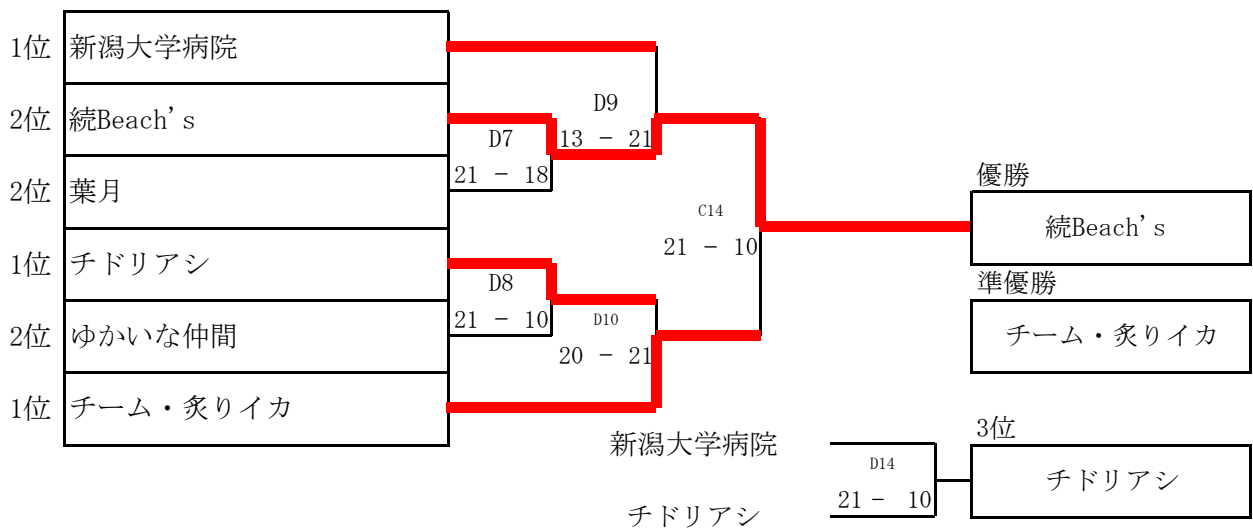 1位 新潟大学病院
D9
2位 続Beach's
D7 13 － 21
21 － 18
2位 葉月
優勝
C14
続Beach's
21 － 10
1位 チドリアシ
D8
準優勝
21 － 10 D10
2位 ゆかいな仲間
チーム・炙りイカ
20 － 21
1位 チーム・炙りイカ
3位
新潟大学病院
D14
チドリアシ
21 － 10
チドリアシ